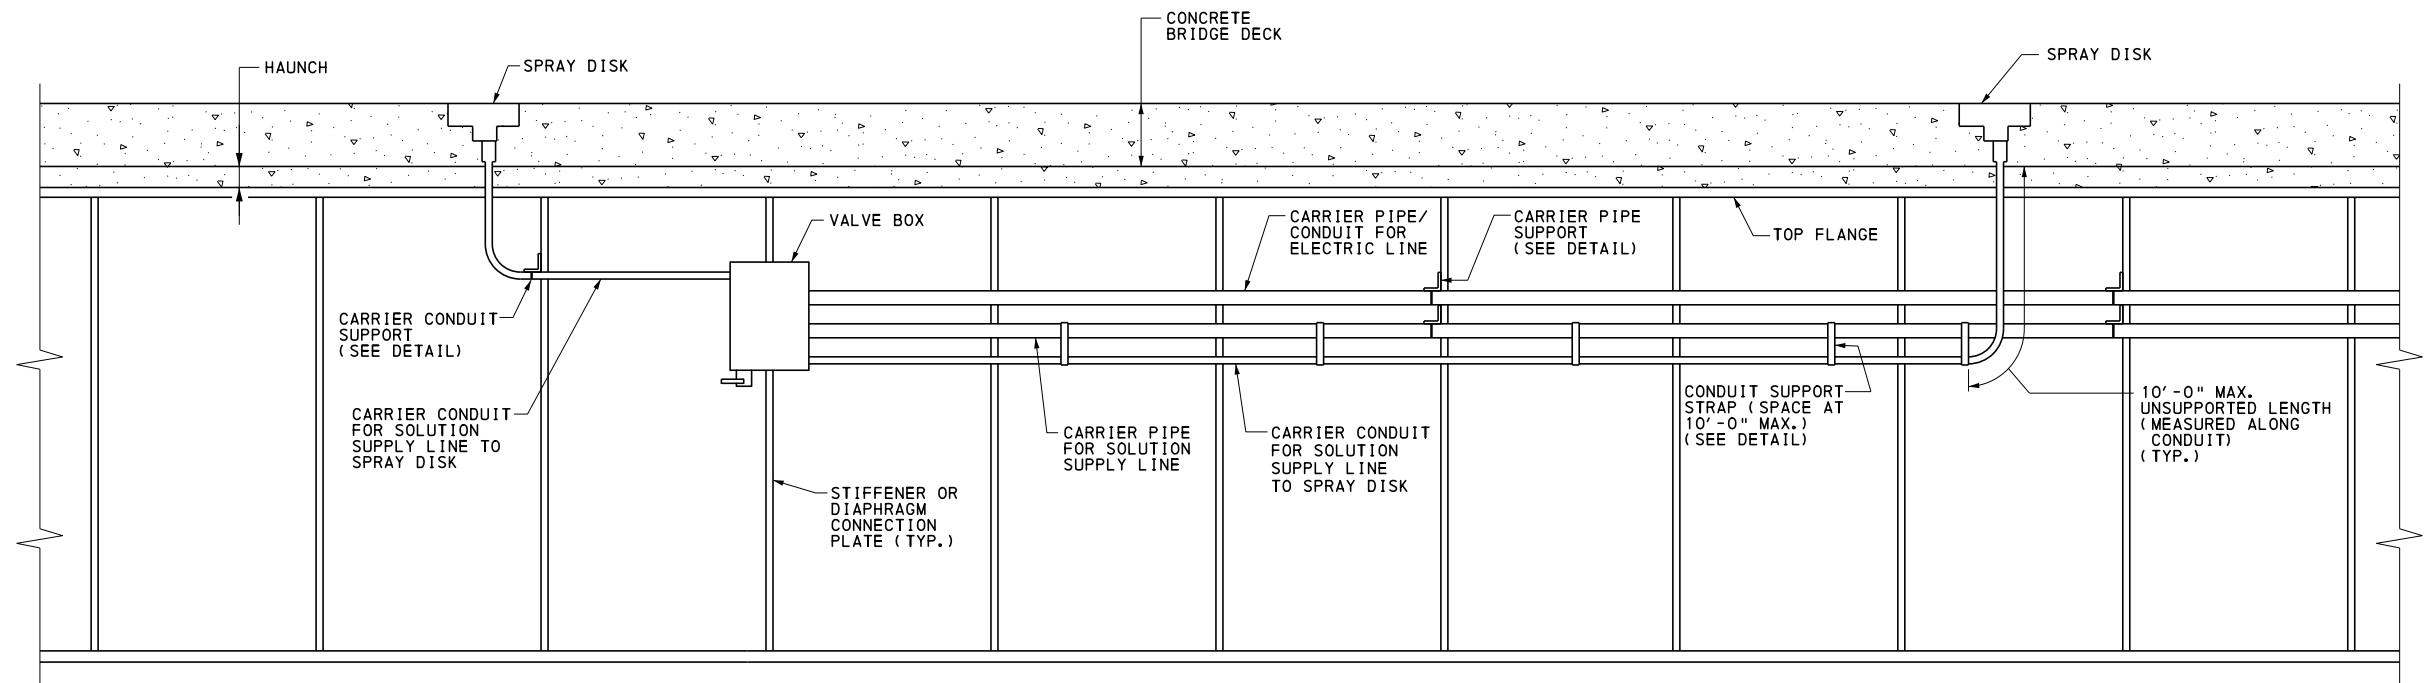 CONCRETE
BRIDGE DECK
HAUNCH
SPRAY DISK
SPRAY DISK
VALVE BOX
CARRIER PIPE/
CONDUIT FOR
ELECTRIC LINE
CARRIER PIPE
SUPPORT
(SEE DETAIL)
TOP FLANGE
CARRIER CONDUIT
SUPPORT
(SEE DETAIL)
CARRIER CONDUIT
FOR SOLUTION
SUPPLY LINE TO
SPRAY DISK
STIFFENER OR
DIAPHRAGM
CONNECTION
PLATE (TYP.)
CARRIER PIPE
FOR SOLUTION
SUPPLY LINE
CARRIER CONDUIT
FOR SOLUTION
SUPPLY LINE
TO SPRAY DISK
CONDUIT SUPPORT
STRAP (SPACE AT
10'-0" MAX.)
(SEE DETAIL)
10'-0" MAX.
UNSUPPORTED LENGTH
(MEASURED ALONG
CONDUIT)
(TYP.)